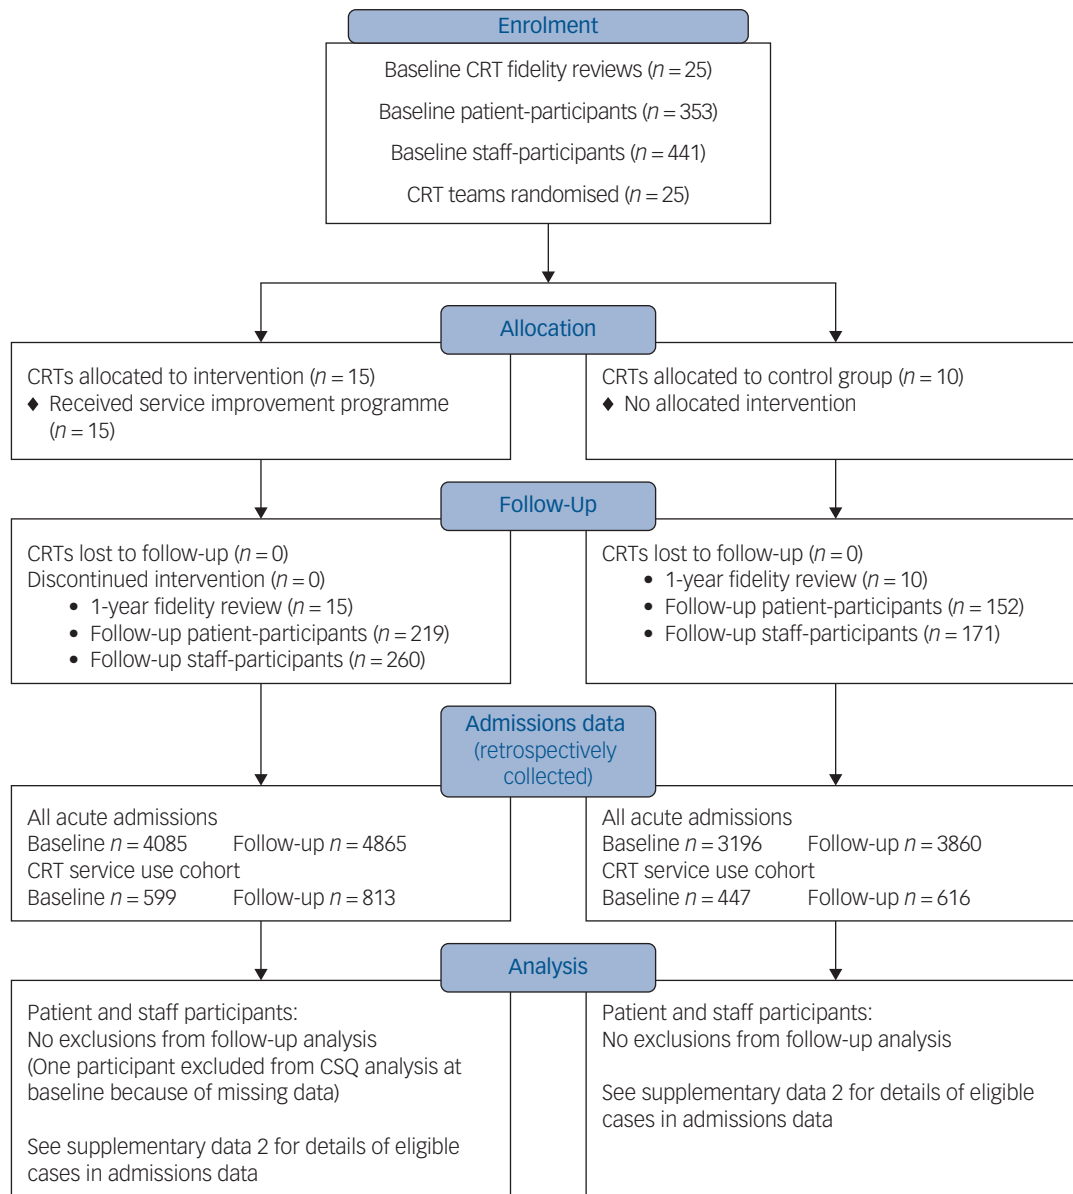 Enrolment
Baseline CRT fidelity reviews (n = 25)
Baseline patient-participants (n = 353)
Baseline staff-participants (n = 441)
CRT teams randomised (n = 25)
Allocation
CRTs allocated to intervention (n = 15)
♦ Received service improvement programme
(n = 15)
CRTs allocated to control group (n = 10)
♦ No allocated intervention
Follow-Up
CRTs lost to follow-up (n = 0)
Discontinued intervention (n = 0)
• 1-year fidelity review (n = 15)
• Follow-up patient-participants (n = 219)
• Follow-up staff-participants (n = 260)
CRTs lost to follow-up (n = 0)
• 1-year fidelity review (n = 10)
• Follow-up patient-participants (n = 152)
• Follow-up staff-participants (n = 171)
Admissions data
(retrospectively
collected)
All acute admissions
Baseline n = 4085 Follow-up n = 4865
CRT service use cohort
Baseline n = 599 Follow-up n = 813
All acute admissions
Baseline n = 3196 Follow-up n = 3860
CRT service use cohort
Baseline n = 447 Follow-up n = 616
Analysis
Patient and staff participants:
No exclusions from follow-up analysis
(One participant excluded from CSQ analysis at
baseline because of missing data)
See supplementary data 2 for details of eligible
cases in admissions data
Patient and staff participants:
No exclusions from follow-up analysis
See supplementary data 2 for details of eligible
cases in admissions data